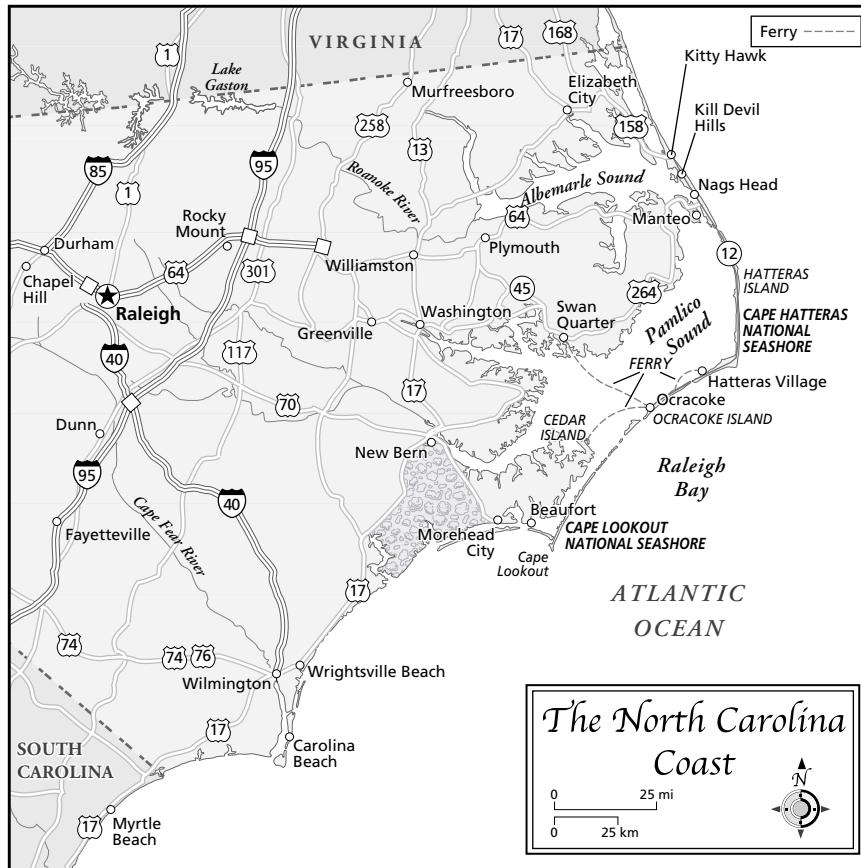 Ferry
VIRGINIA
1
17
168
Kitty Hawk
Lake
Gaston
Murfreesboro
Elizabeth
City
Kill Devil
Hills
258
158
13
95
85
Roanoke River
Albemarle Sound
Nags Head
1
Rocky
Mount
64
Manteo
Durham
Plymouth
Williamston
12
Chapel
Hill
64
301
HATTERAS
ISLAND
Raleigh
45
264
Washington
Swan
Quarter
Pamlico
Sound
CAPE HATTERAS
NATIONAL
SEASHORE
Greenville
40
117
FERRY
Hatteras Village
17
Ocracoke
70
OCRACOKE ISLAND
CEDAR
ISLAND
Dunn
New Bern
Raleigh
Bay
95
40
Cape Fear River
Fayetteville
Beaufort
Morehead
City
CAPE LOOKOUT
NATIONAL SEASHORE
Cape
Lookout
17
ATLANTIC
OCEAN
74
74
76
Wrightsville Beach
Wilmington
17
SOUTH
CAROLINA
Carolina
Beach
The North Carolina
Coast
N
0
25 mi
0
25 km
17
Myrtle
Beach